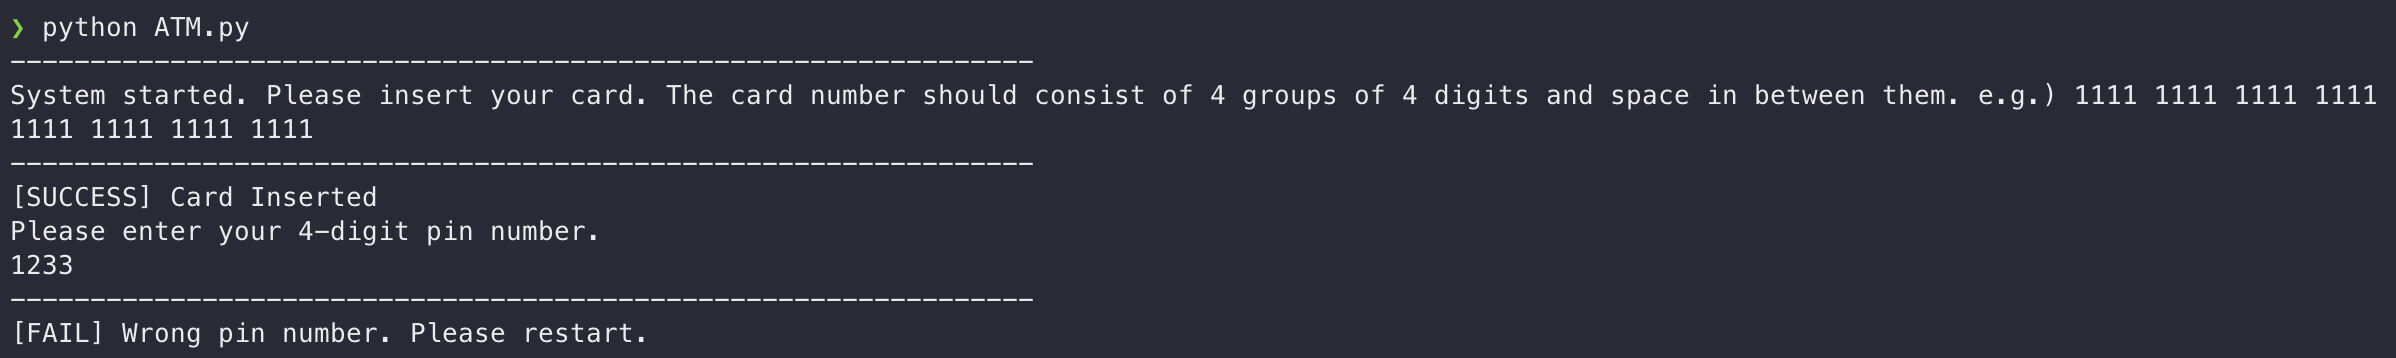 ❯ python ATM.py
----------------------------------------------------------------
System started. Please insert your card. The card number should consist of 4 groups of 4 digits and space in between them. e.g.) 1111 1111 1111 1111
1111 1111 1111 1111
----------------------------------------------------------------
[SUCCESS] Card Inserted
Please enter your 4-digit pin number.
1233
----------------------------------------------------------------
[FAIL] Wrong pin number. Please restart.